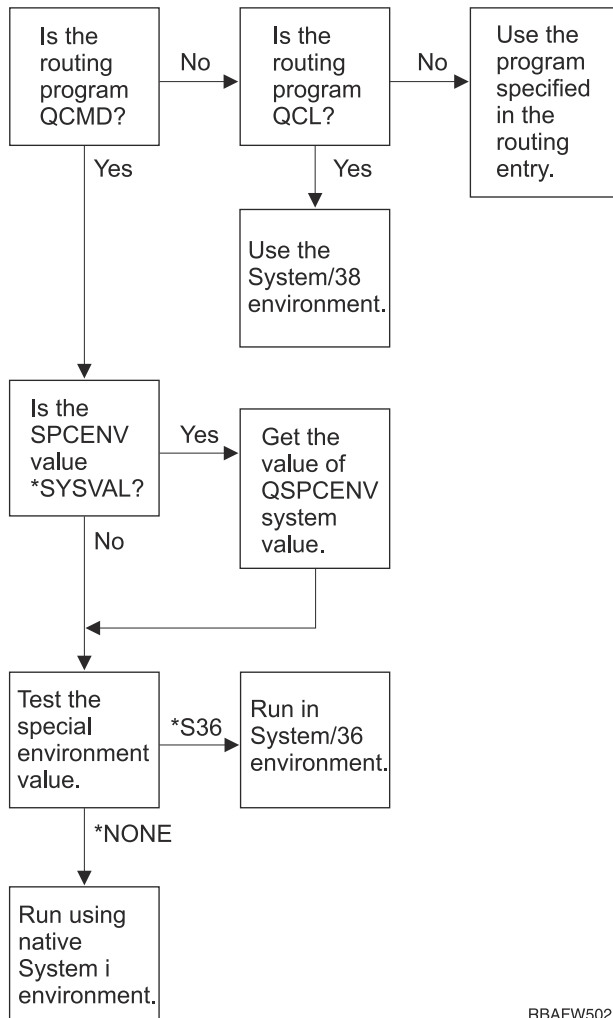 Is the
routing
program
QCMD?
No
Is the
routing
program
QCL?
No
Use the
program
specified
in the
routing
entry.
Yes
Yes
Use the
System/38
environment.
Is the
SPCENV
value
*SYSVAL?
Yes
Get the
value of
QSPCENV
system
value.
No
Test the
special
environment
value.
*S36
Run in
System/36
environment.
*NONE
Run using
native
System i
environment.
RBAFW502